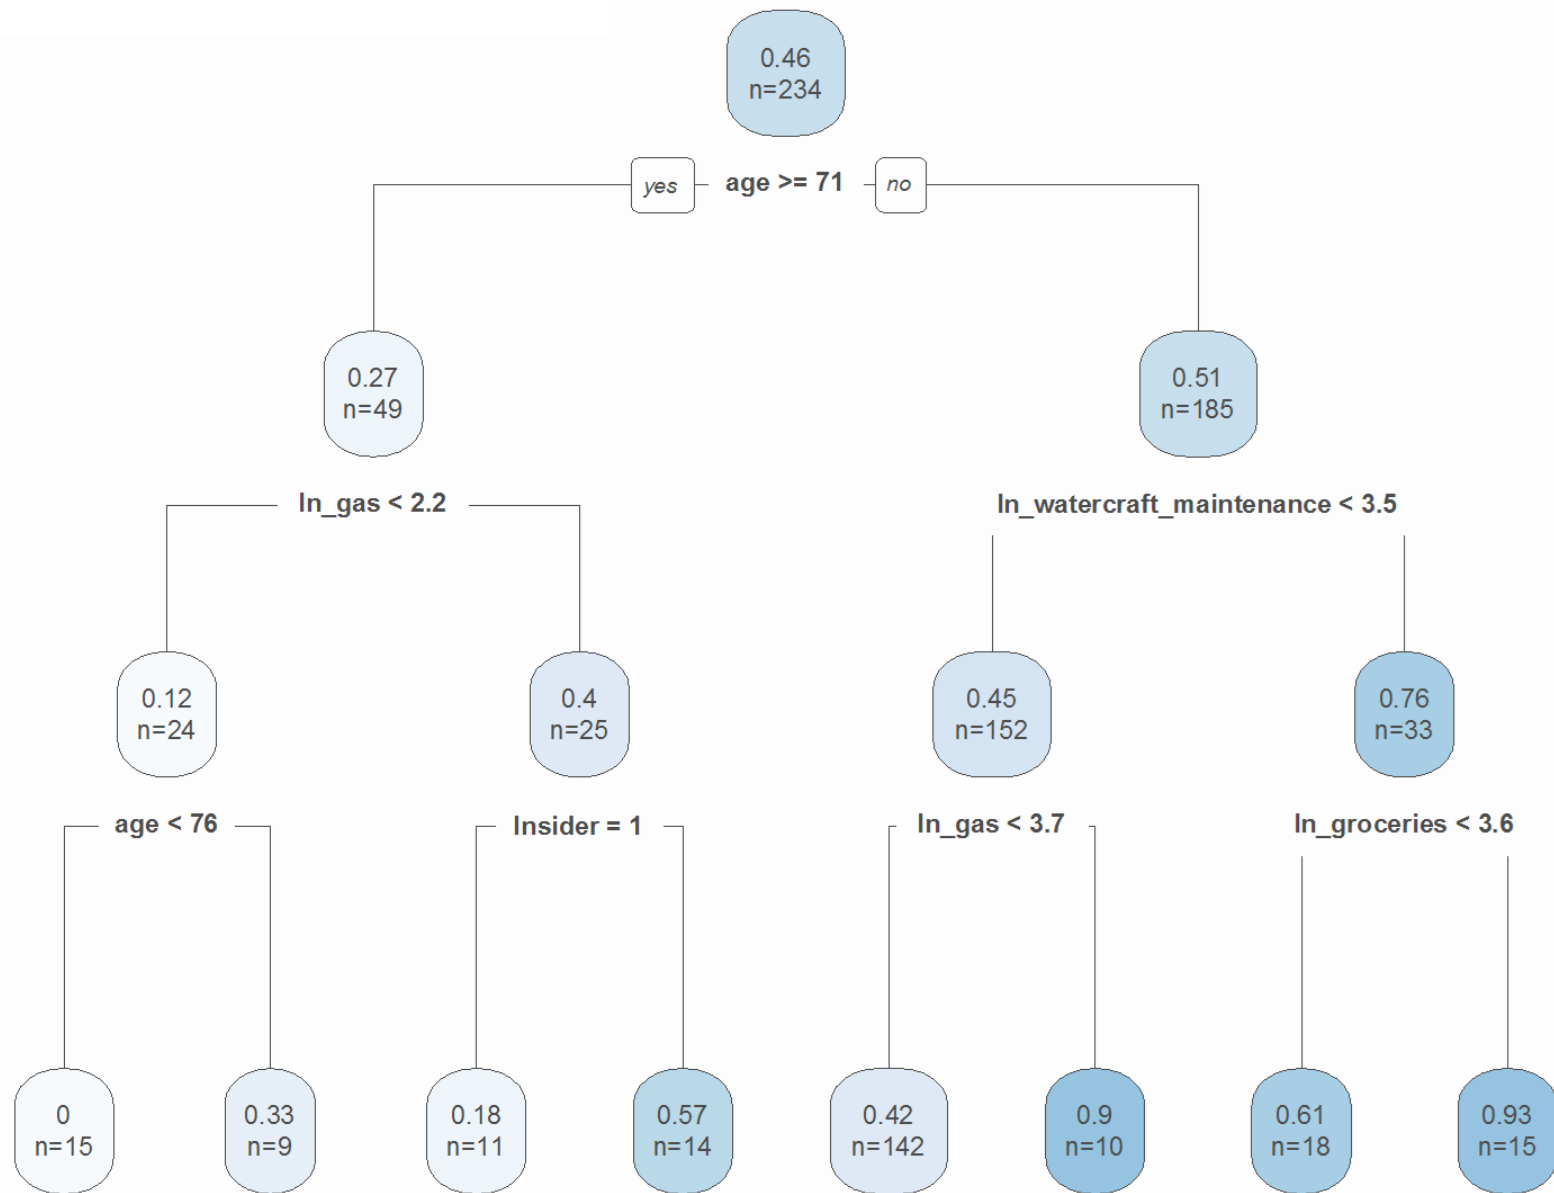 0.46
n=234
yes
age >= 71
no
0.27
n=49
0.51
n=185
ln_gas < 2.2
ln_watercraft_maintenance < 3.5
0.12
n=24
0.4
n=25
0.45
n=152
0.76
n=33
age < 76
Insider = 1
ln_gas < 3.7
ln_groceries < 3.6
0
n=15
0.33
n=9
0.18
n=11
0.57
n=14
0.42
n=142
0.9
n=10
0.61
n=18
0.93
n=15